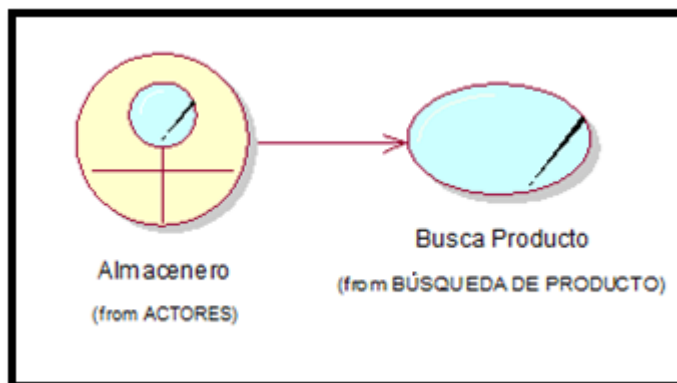 Almacenero
(from ACTORES)
Busca Producto
(from BÚSQUEDA DE PRODUCTO)